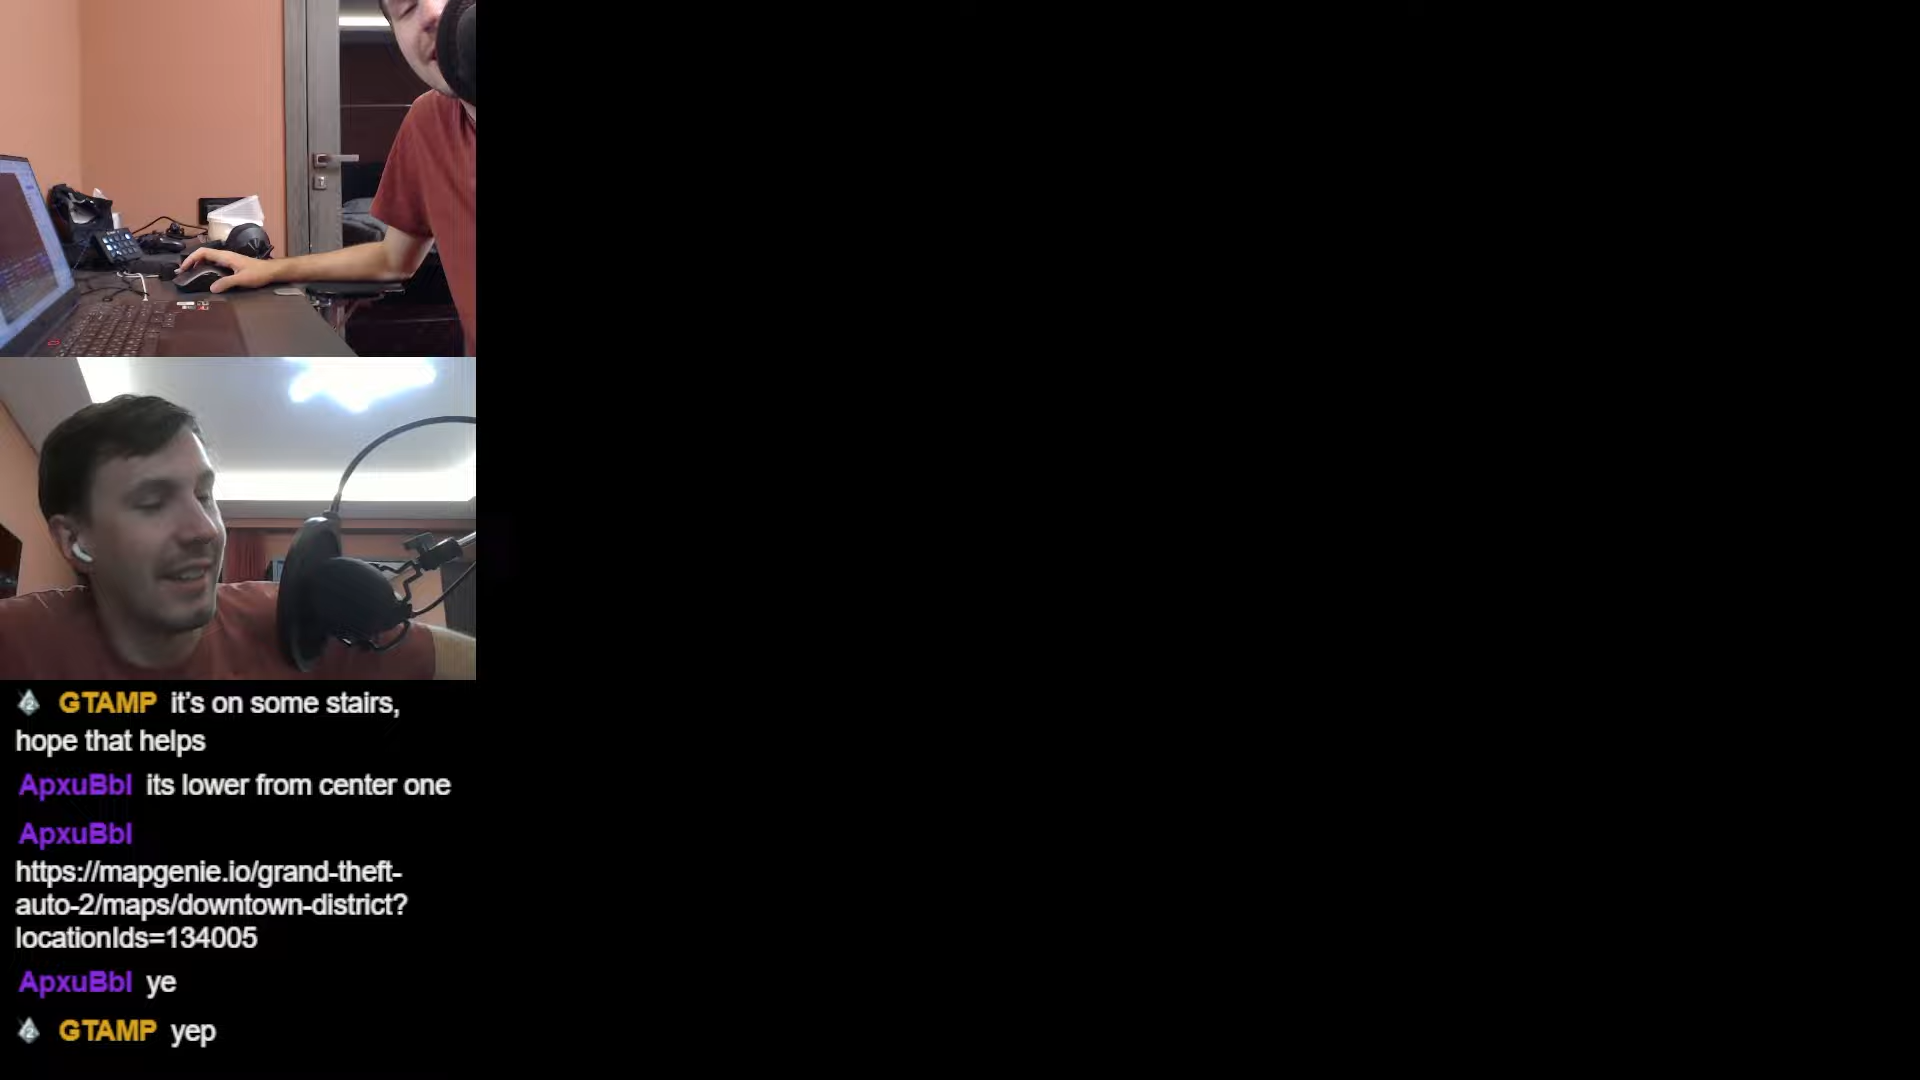 GTAMP it's on some stairs,
hope that helps
ApxuBbl its lower from center one
ApxuBbl
https://mapgenie.io/grand-theft-
auto-2/maps/downtown-district?
locationIds=134005
ApxuBbl ye
GTAMP yep